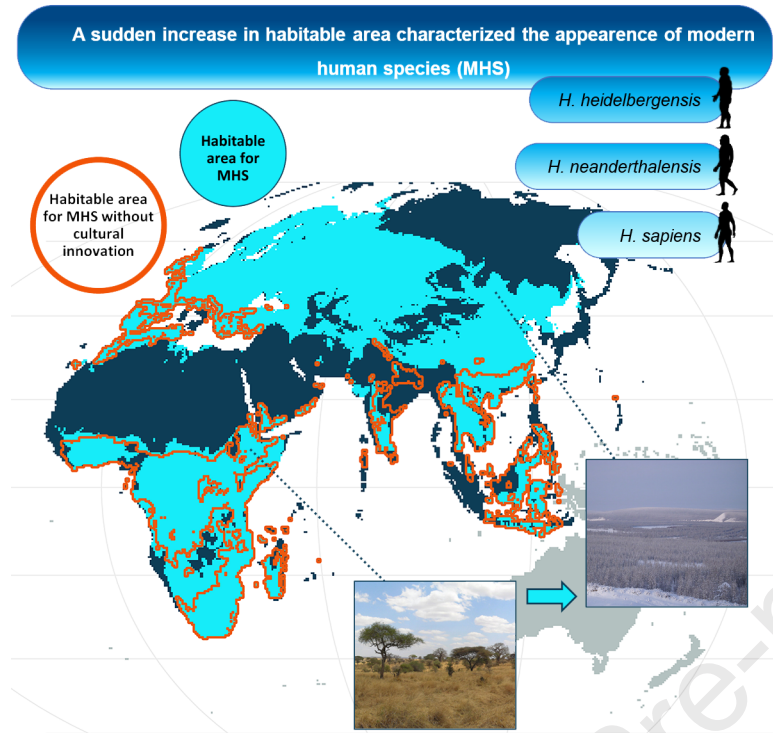 A sudden increase in habitable area characterized the appearence of modern
human species (MHS)
H. heidelbergensis
Habitable
area for
MHS
H. neanderthalensis
Habitable area
for MHS without
cultural
innovation
H. sapiens
re-